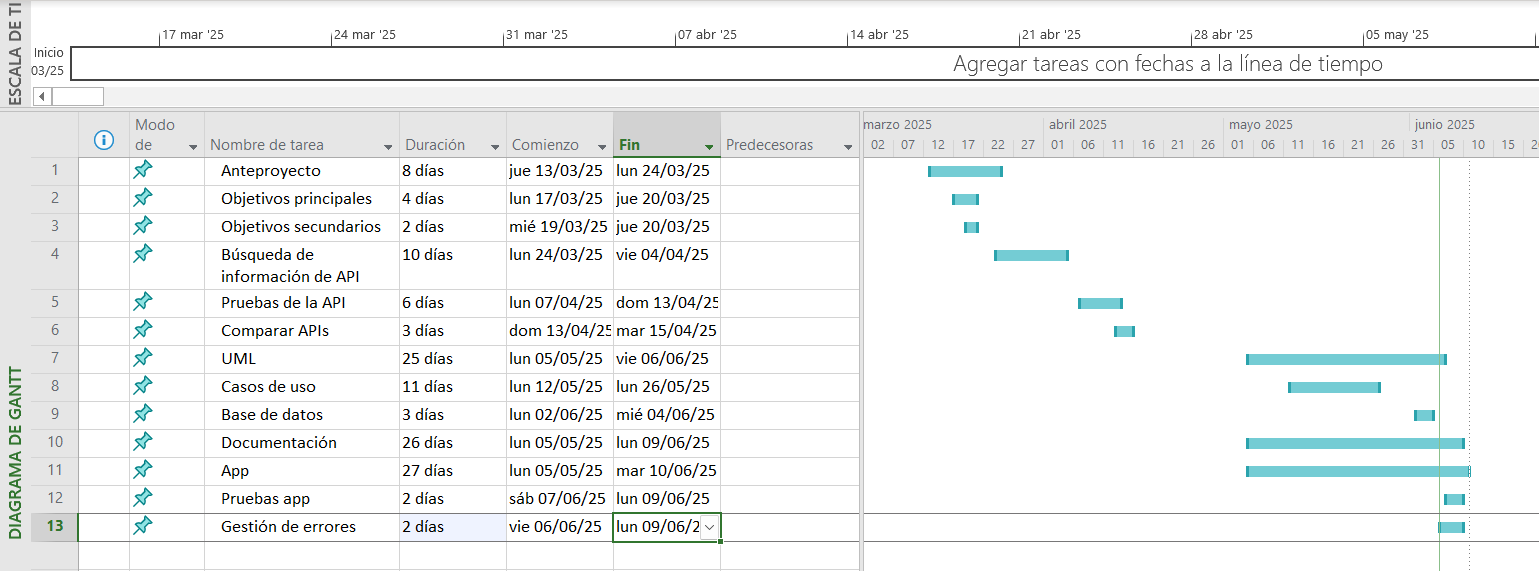 ESCALA DE TI
17 mar '25 24 mar '25 31 mar '25 07 abr '25 14 abr '25 21 abr '25 28 abr '25 05 may '25
Inicio
03/25
Agregar tareas con fechas a la línea de tiempo
DIAGRAMA DE GANTT
Modo
de Nombre de tarea Duración Comienzo Fin Predecesoras
marzo 2025 abril 2025 mayo 2025 junio 2025
02 07 12 17 22 27 01 06 11 16 21 26 01 06 11 16 21 26 31 05 10 15 20
1 Anteproyecto 8 días jue 13/03/25 lun 24/03/25
2 Objetivos principales 4 días lun 17/03/25 jue 20/03/25
3 Objetivos secundarios 2 días mié 19/03/25 jue 20/03/25
4 Búsqueda de 10 días lun 24/03/25 vie 04/04/25
información de API
5 Pruebas de la API 6 días lun 07/04/25 dom 13/04/25
6 Comparar APIs 3 días dom 13/04/25 mar 15/04/25
7 UML 25 días lun 05/05/25 vie 06/06/25
8 Casos de uso 11 días lun 12/05/25 lun 26/05/25
9 Base de datos 3 días lun 02/06/25 mié 04/06/25
10 Documentación 26 días lun 05/05/25 lun 09/06/25
11 App 27 días lun 05/05/25 mar 10/06/25
12 Pruebas app 2 días sáb 07/06/25 lun 09/06/25
13 Gestión de errores 2 días vie 06/06/25 lun 09/06/2